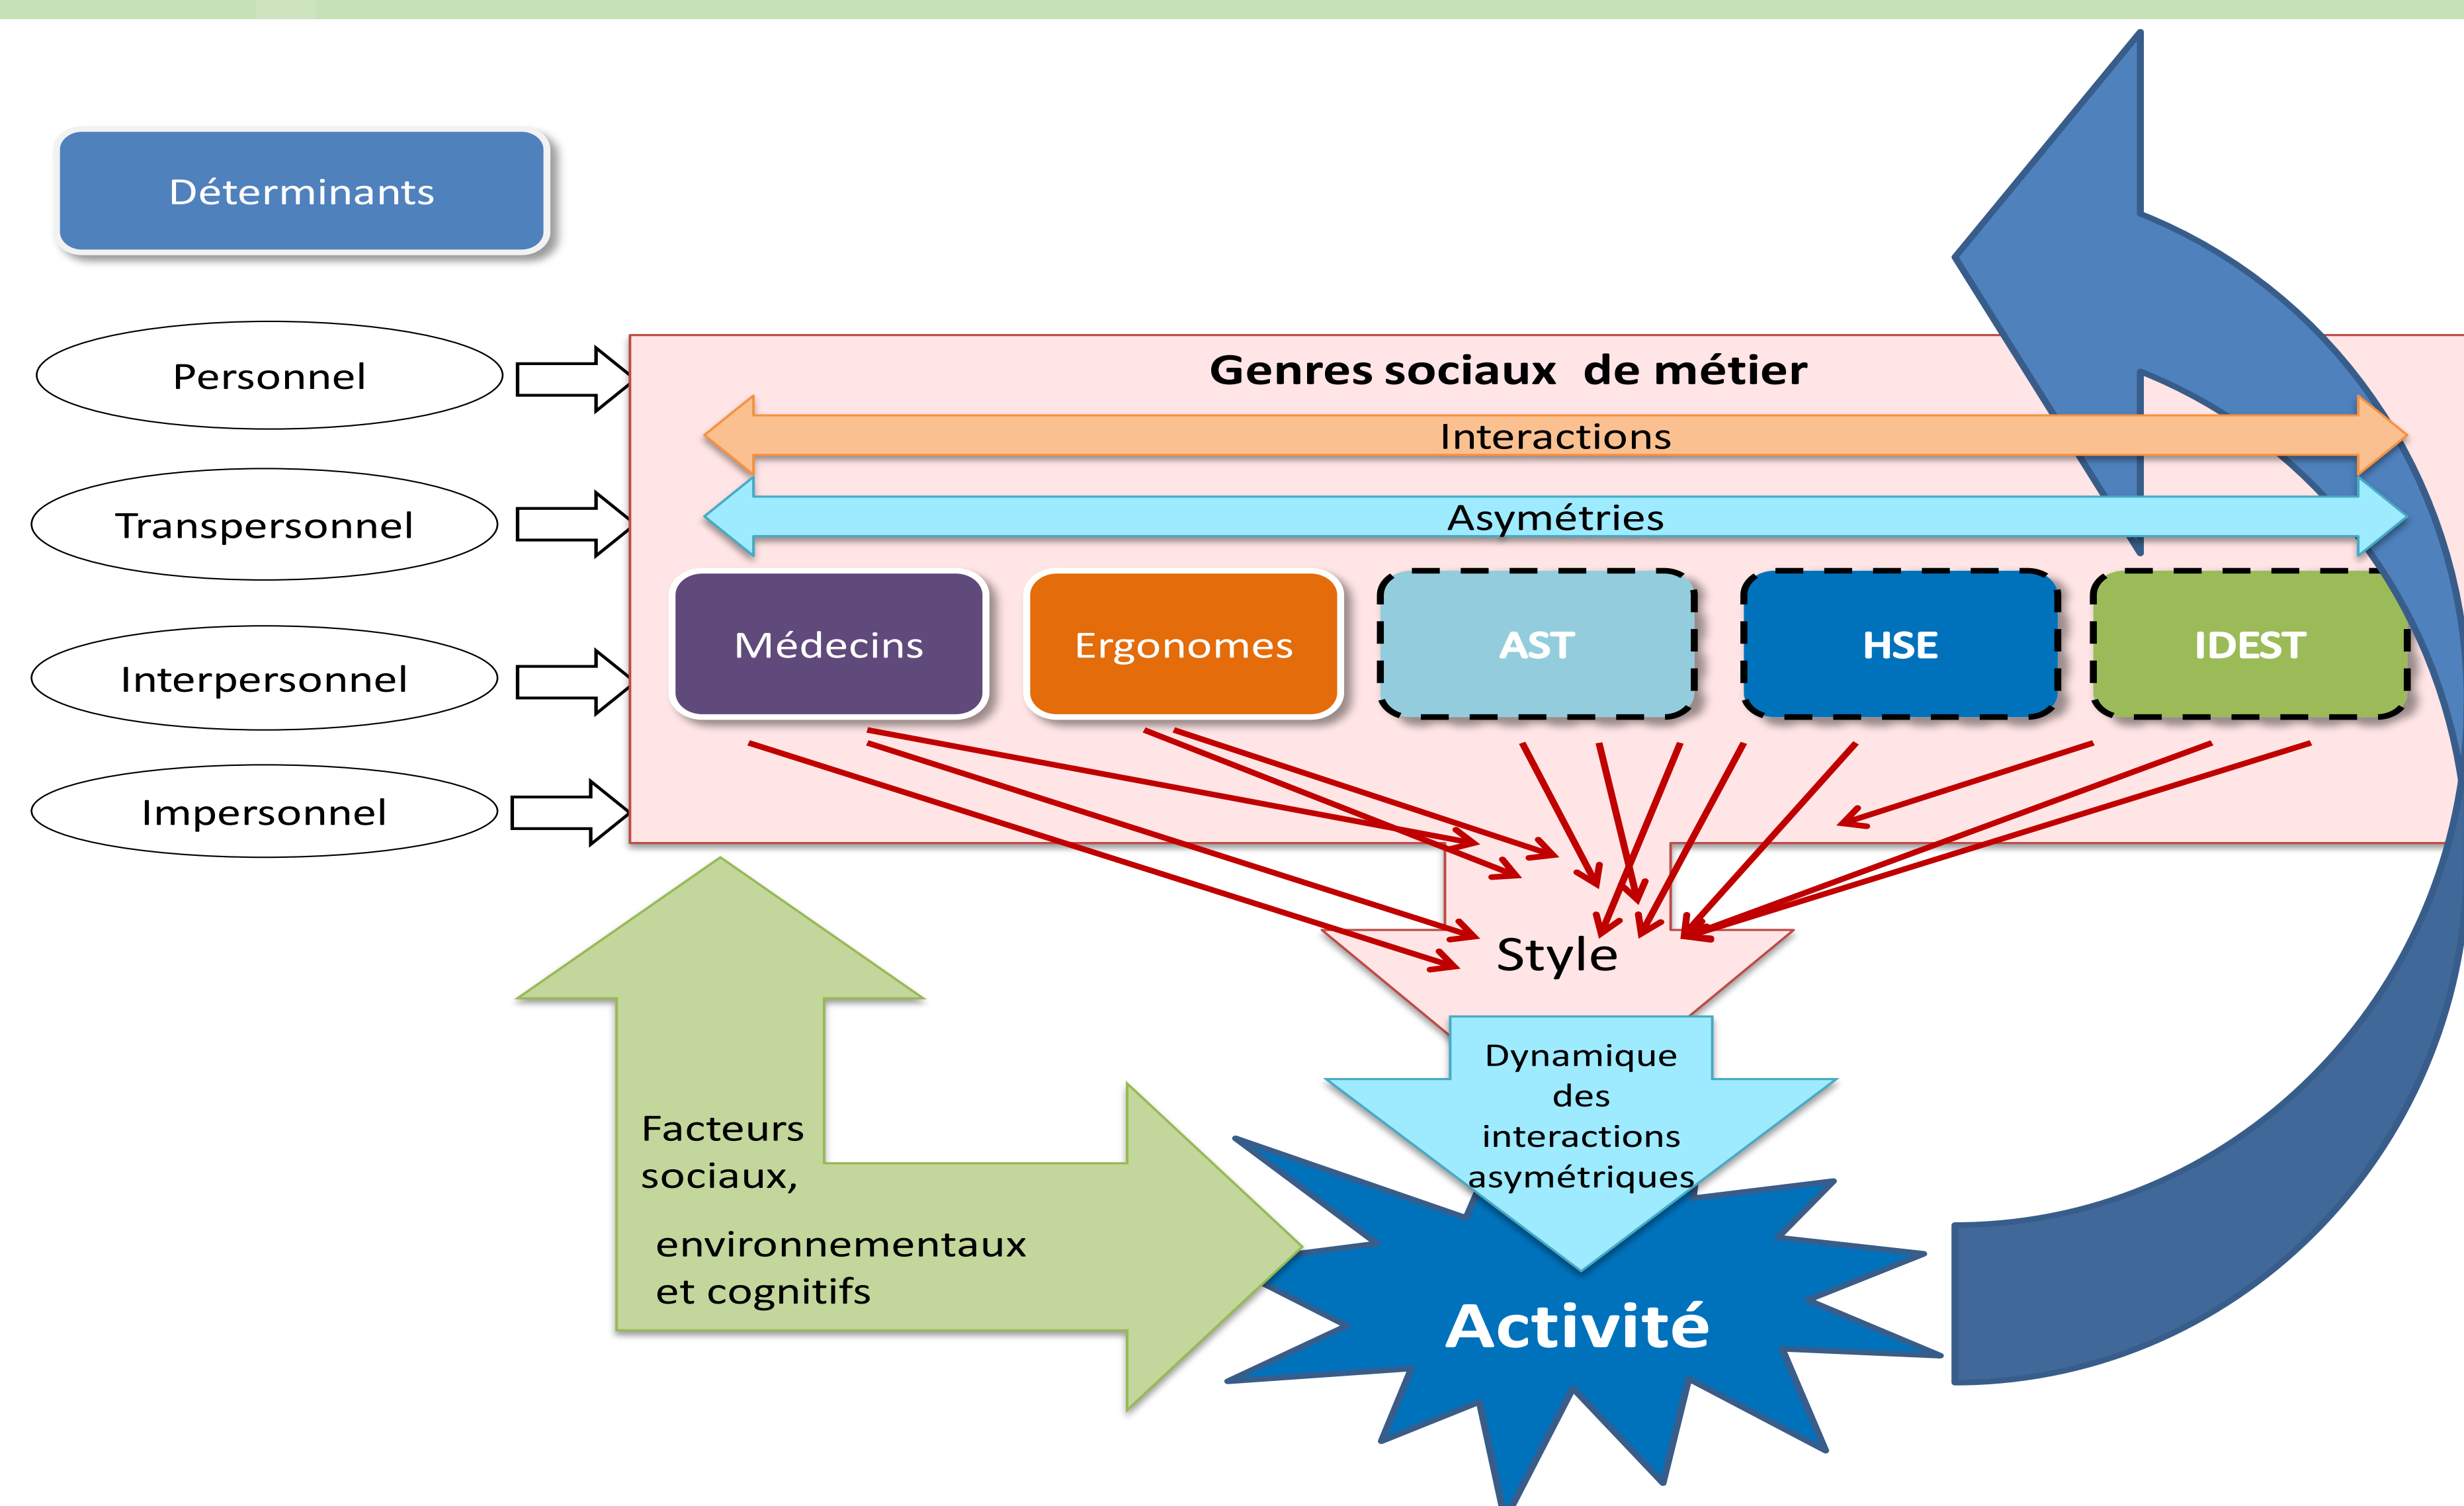 Déterminants
Personnel
Transpersonnel
Interpersonnel
Impersonnel
Genres sociaux de métier
Interactions
Asymétries
Médecins
Ergonomes
AST
HSE
IDEST
Style
Dynamique
des
interactions
asymétriques
Facteurs
sociaux,
environnementaux
et cognitifs
Activité